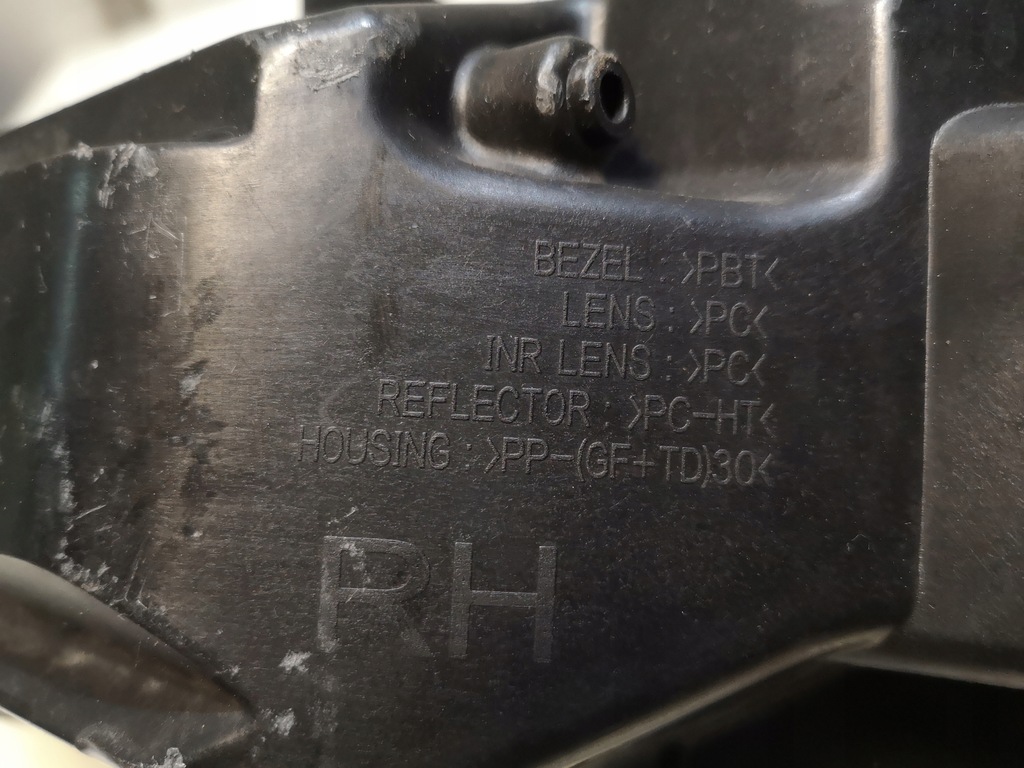 BEZEL : >PBT<
LENS : >PC<
INR LENS : >PC<
REFLECTOR : >PC-HT<
HOUSING : >PP-(GF+TD)30<
RH